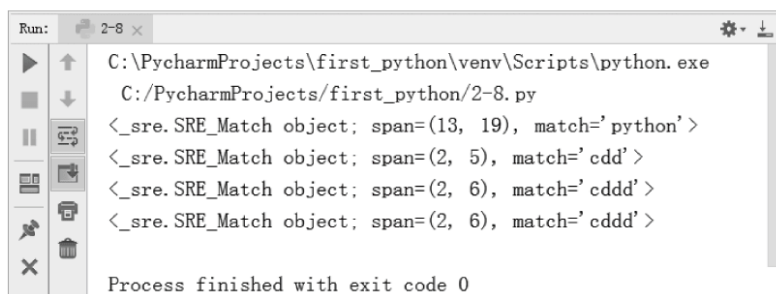 Run: 2-8
C:\PycharmProjects\first_python\venv\Scripts\python.exe
C:/PycharmProjects/first_python/2-8.py
<_sre.SRE_Match object; span=(13, 19), match='python'>
<_sre.SRE_Match object; span=(2, 5), match='cdd'>
<_sre.SRE_Match object; span=(2, 6), match='cddd'>
<_sre.SRE_Match object; span=(2, 6), match='cddd'>
Process finished with exit code 0